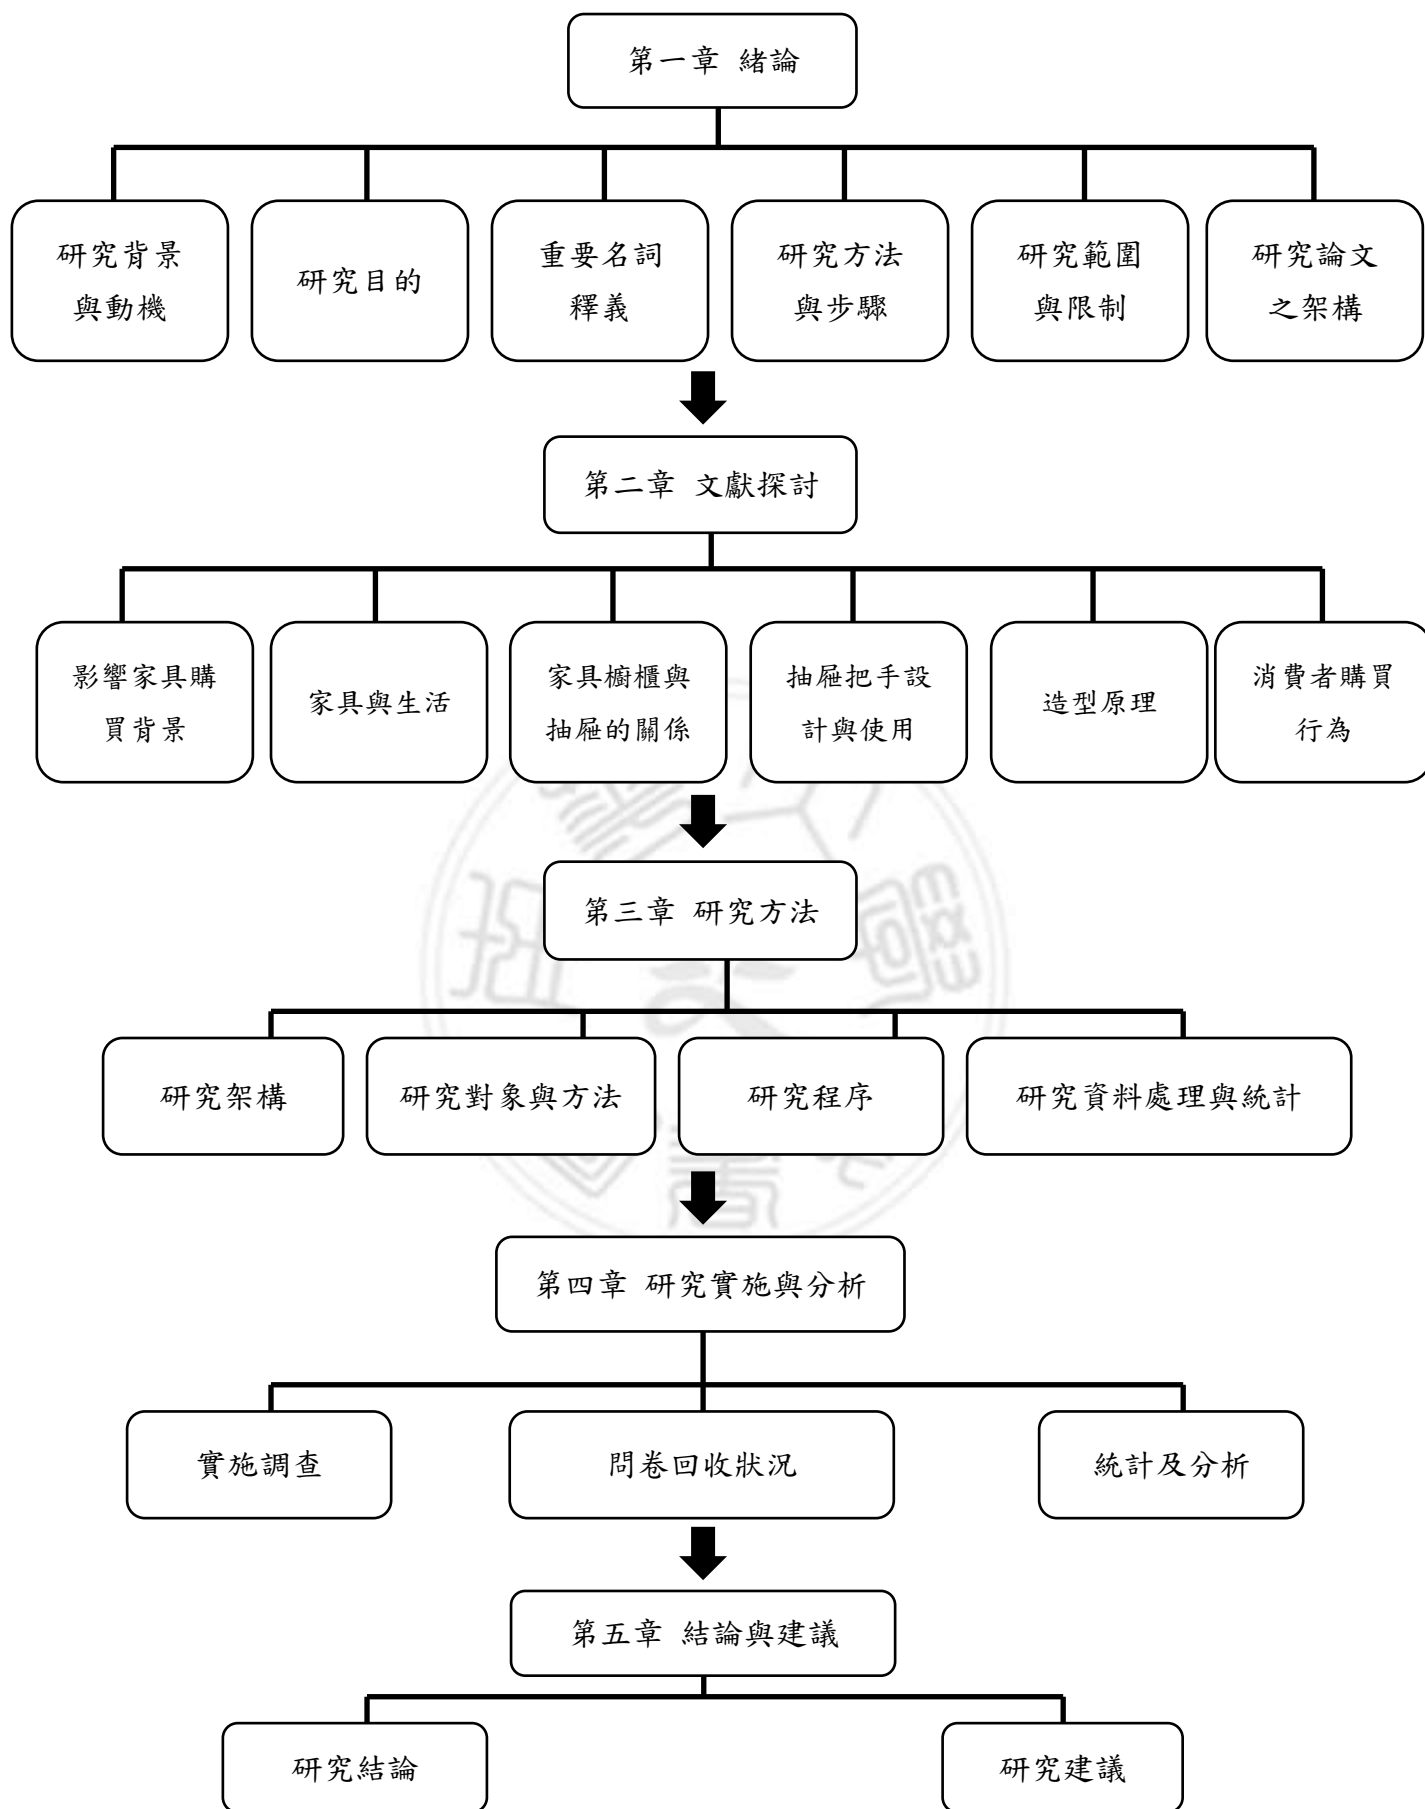 第一章 緒論
研究背景
與動機
研究目的
重要名詞
釋義
研究方法
與步驟
研究範圍
與限制
研究論文
之架構
第二章 文獻探討
影響家具購
買背景
家具與生活
家具櫥櫃與
抽屜的關係
抽屜把手設
計與使用
造型原理
消費者購買
行為
第三章 研究方法
研究架構
研究對象與方法
研究程序
研究資料處理與統計
第四章 研究實施與分析
實施調查
問卷回收狀況
統計及分析
第五章 結論與建議
研究結論
研究建議